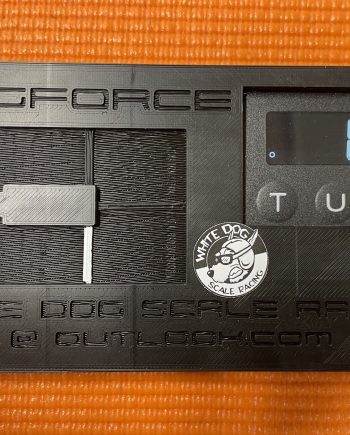 GFORCE
T U
WHITE DOG
SCALE RACING
E DOG SCALE RA
@ OUTLOOK.COM